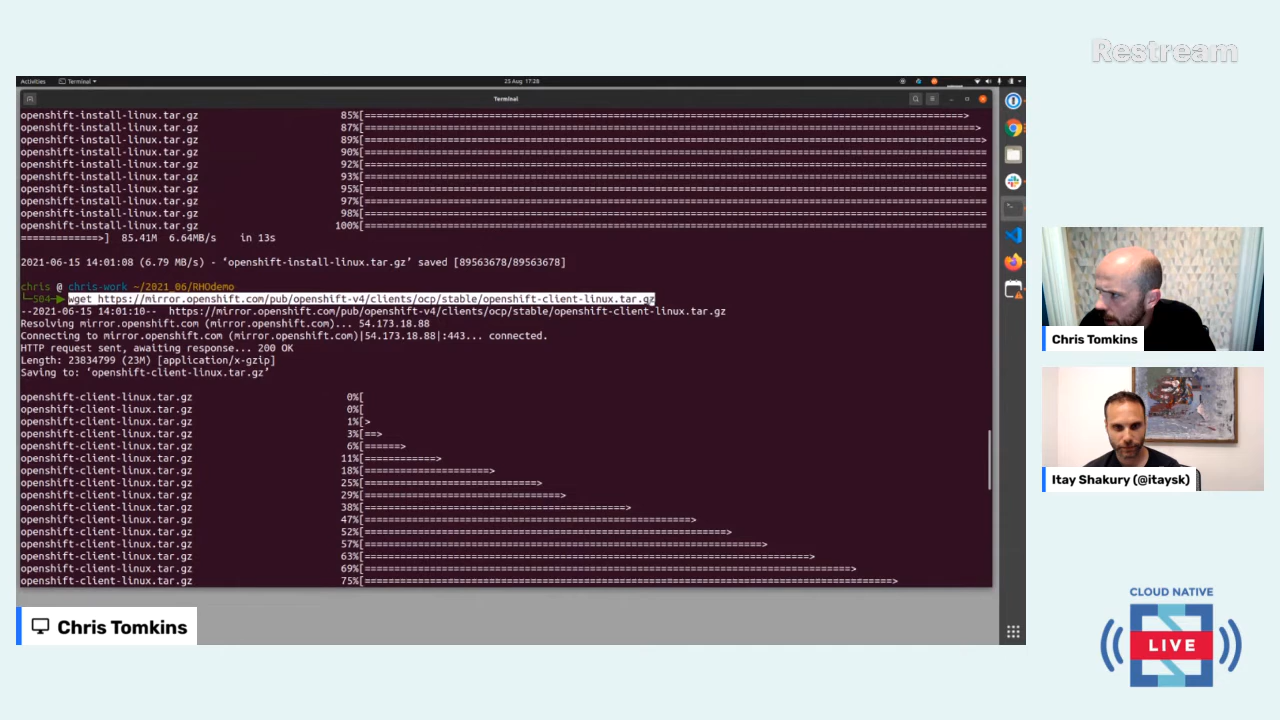 Restream
Activities
Terminal
25 Aug 17:28
Terminal
openshift-install-linux.tar.gz 85%[==================================================================================================>
openshift-install-linux.tar.gz 87%[====================================================================================================>
openshift-install-linux.tar.gz 89%[=====================================================================================================>
openshift-install-linux.tar.gz 90%[=====================================================================================================
openshift-install-linux.tar.gz 92%[=====================================================================================================
openshift-install-linux.tar.gz 93%[=====================================================================================================
openshift-install-linux.tar.gz 95%[=====================================================================================================
openshift-install-linux.tar.gz 97%[=====================================================================================================
openshift-install-linux.tar.gz 98%[=====================================================================================================
openshift-install-linux.tar.gz 100%[=====================================================================================================
=============>] 85.41M 6.64MB/s in 13s
2021-06-15 14:01:08 (6.79 MB/s) - ‘openshift-install-linux.tar.gz’ saved [89563678/89563678]
chris @ chris-work ~/2021_06/RHOdemo
└─504─▶ wget https://mirror.openshift.com/pub/openshift-v4/clients/ocp/stable/openshift-client-linux.tar.gz
--2021-06-15 14:01:10-- https://mirror.openshift.com/pub/openshift-v4/clients/ocp/stable/openshift-client-linux.tar.gz
Resolving mirror.openshift.com (mirror.openshift.com)... 54.173.18.88
Connecting to mirror.openshift.com (mirror.openshift.com)|54.173.18.88|:443... connected.
HTTP request sent, awaiting response... 200 OK
Length: 23834799 (23M) [application/x-gzip]
Saving to: ‘openshift-client-linux.tar.gz’
openshift-client-linux.tar.gz 0%[
openshift-client-linux.tar.gz 0%[
openshift-client-linux.tar.gz 1%[>
openshift-client-linux.tar.gz 3%[==>
openshift-client-linux.tar.gz 6%[======>
openshift-client-linux.tar.gz 11%[============>
openshift-client-linux.tar.gz 18%[=====================>
openshift-client-linux.tar.gz 25%[============================>
openshift-client-linux.tar.gz 29%[================================>
openshift-client-linux.tar.gz 38%[===========================================>
openshift-client-linux.tar.gz 47%[======================================================>
openshift-client-linux.tar.gz 52%[============================================================>
openshift-client-linux.tar.gz 57%[==================================================================>
openshift-client-linux.tar.gz 63%[==========================================================================>
openshift-client-linux.tar.gz 69%[================================================================================>
openshift-client-linux.tar.gz 75%[=======================================================================================>
Chris Tomkins
Itay Shakury (@itaysk)
Chris Tomkins
CLOUD NATIVE
LIVE